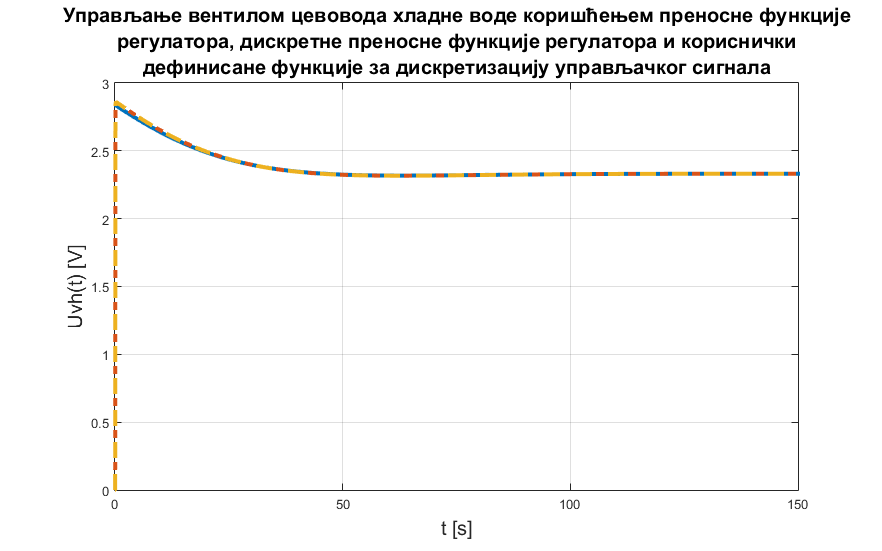 Управљање вентилом цевовода хладне воде коришћењем преносне функције
регулатора, дискретне преносне функције регулатора и кориснички
дефинисане функције за дискретизацију управљачког сигнала
3
2.5
2
1.5
1
0.5
0
Uvh(t) [V]
0
50
100
150
t [s]